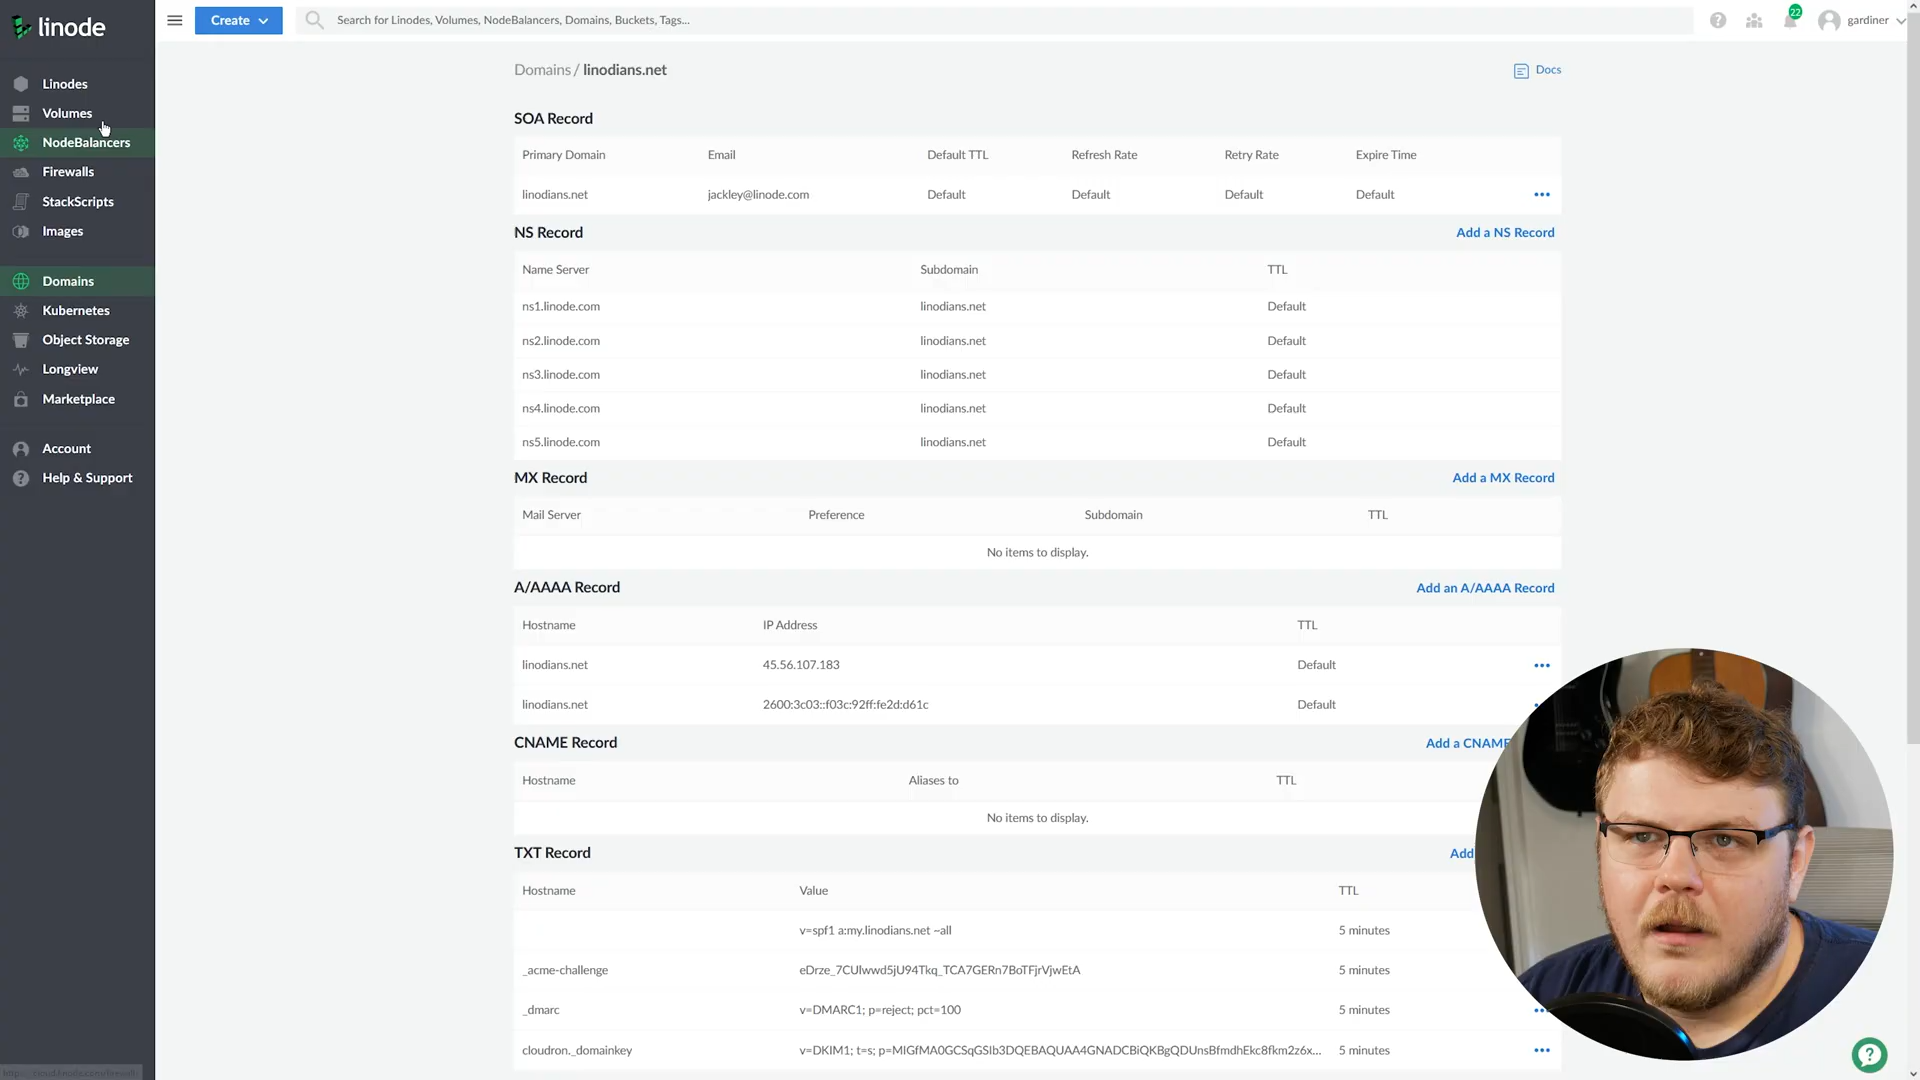 linode
Create
Search for Linodes, Volumes, NodeBalancers, Domains, Buckets, Tags...
22
gardiner
Linodes
Volumes
NodeBalancers
Firewalls
StackScripts
Images
Domains
Kubernetes
Object Storage
Longview
Marketplace
Account
Help & Support
Domains / linodians.net
Docs
SOA Record
Primary Domain Email Default TTL Refresh Rate Retry Rate Expire Time
linodians.net jackley@linode.com Default Default Default Default
NS Record Add a NS Record
Name Server Subdomain TTL
ns1.linode.com linodians.net Default
ns2.linode.com linodians.net Default
ns3.linode.com linodians.net Default
ns4.linode.com linodians.net Default
ns5.linode.com linodians.net Default
MX Record Add a MX Record
Mail Server Preference Subdomain TTL
No items to display.
A/AAAA Record Add an A/AAAA Record
Hostname IP Address TTL
linodians.net 45.56.107.183 Default
linodians.net 2600:3c03::f03c:92ff:fe2d:d61c Default
CNAME Record Add a CNAME
Hostname Aliases to TTL
No items to display.
TXT Record Add
Hostname Value TTL
v=spf1 a:my.linodians.net ~all 5 minutes
_acme-challenge eDrze_7CUlwwd5jU94Tkq_TCA7GERn7BoTFjrVjwEtA 5 minutes
_dmarc v=DMARC1; p=reject; pct=100 5 minutes
cloudron._domainkey v=DKIM1; t=s; p=MIGfMA0GCSqGSIb3DQEBAQUAA4GNADCBiQKBgQDUnsBfmdhEkc8fkm2z6x... 5 minutes